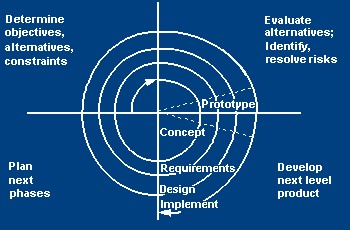 Determine
objectives,
alternatives,
constraints
Evaluate
alternatives;
Identify,
resolve risks
Prototype
Concept
Requirements
Design
Implement
Plan
next
phases
Develop
next level
product